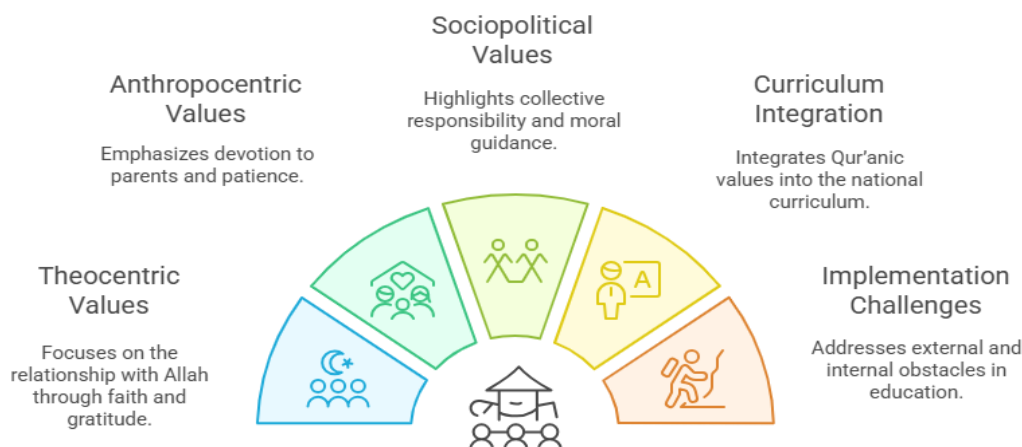 Theocentric
Values
Focuses on the
relationship with Allah
through faith and
gratitude.
Anthropocentric
Values
Emphasizes devotion to
parents and patience.
Sociopolitical
Values
Highlights collective
responsibility and moral
guidance.
Curriculum
Integration
Integrates Qur'anic
values into the national
curriculum.
Implementation
Challenges
Addresses external and
internal obstacles in
education.
A